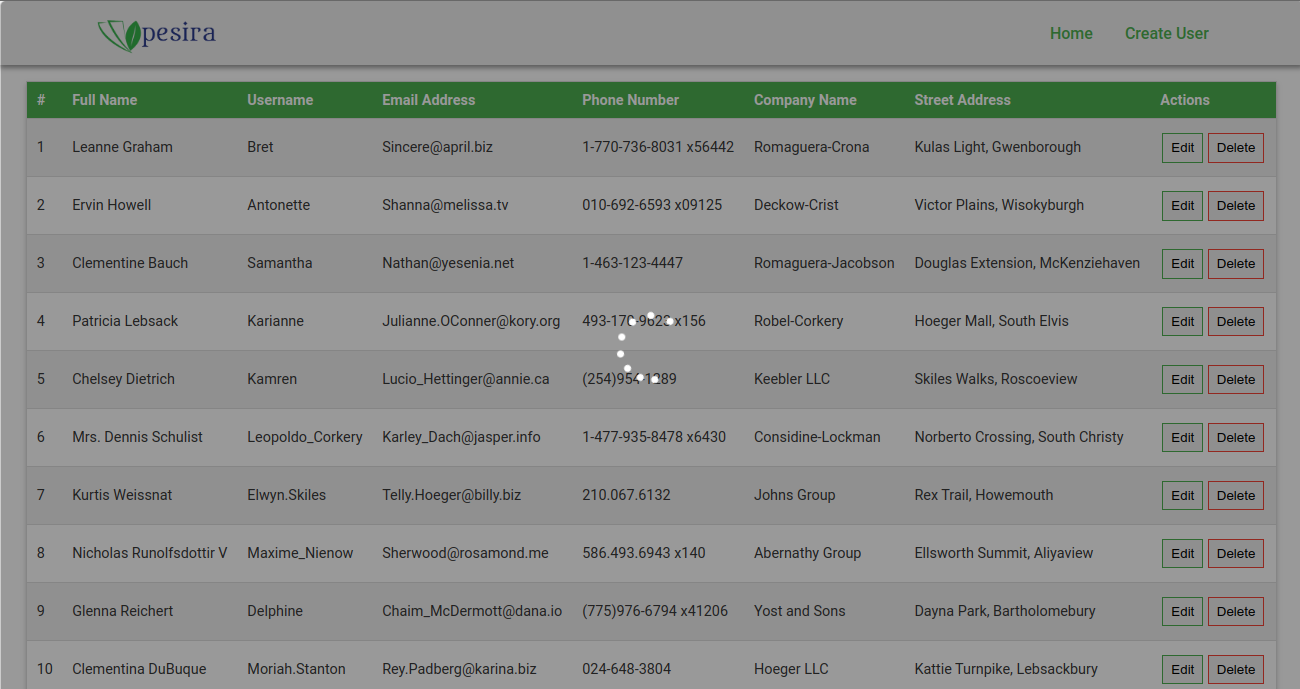 pesira Home Create User
# Full Name Username Email Address Phone Number Company Name Street Address Actions
1 Leanne Graham Bret Sincere@april.biz 1-770-736-8031 x56442 Romaguera-Crona Kulas Light, Gwenborough Edit Delete
2 Ervin Howell Antonette Shanna@melissa.tv 010-692-6593 x09125 Deckow-Crist Victor Plains, Wisokyburgh Edit Delete
3 Clementine Bauch Samantha Nathan@yesenia.net 1-463-123-4447 Romaguera-Jacobson Douglas Extension, McKenziehaven Edit Delete
4 Patricia Lebsack Karianne Julianne.OConner@kory.org 493-170-9623 x156 Robel-Corkery Hoeger Mall, South Elvis Edit Delete
5 Chelsey Dietrich Kamren Lucio_Hettinger@annie.ca (254)954-1289 Keebler LLC Skiles Walks, Roscoeview Edit Delete
6 Mrs. Dennis Schulist Leopoldo_Corkery Karley_Dach@jasper.info 1-477-935-8478 x6430 Considine-Lockman Norberto Crossing, South Christy Edit Delete
7 Kurtis Weissnat Elwyn.Skiles Telly.Hoeger@billy.biz 210.067.6132 Johns Group Rex Trail, Howemouth Edit Delete
8 Nicholas Runolfsdottir V Maxime_Nienow Sherwood@rosamond.me 586.493.6943 x140 Abernathy Group Ellsworth Summit, Aliyaview Edit Delete
9 Glenna Reichert Delphine Chaim_McDermott@dana.io (775)976-6794 x41206 Yost and Sons Dayna Park, Bartholomebury Edit Delete
10 Clementina DuBuque Moriah.Stanton Rey.Padberg@karina.biz 024-648-3804 Hoeger LLC Kattie Turnpike, Lebsackbury Edit Delete